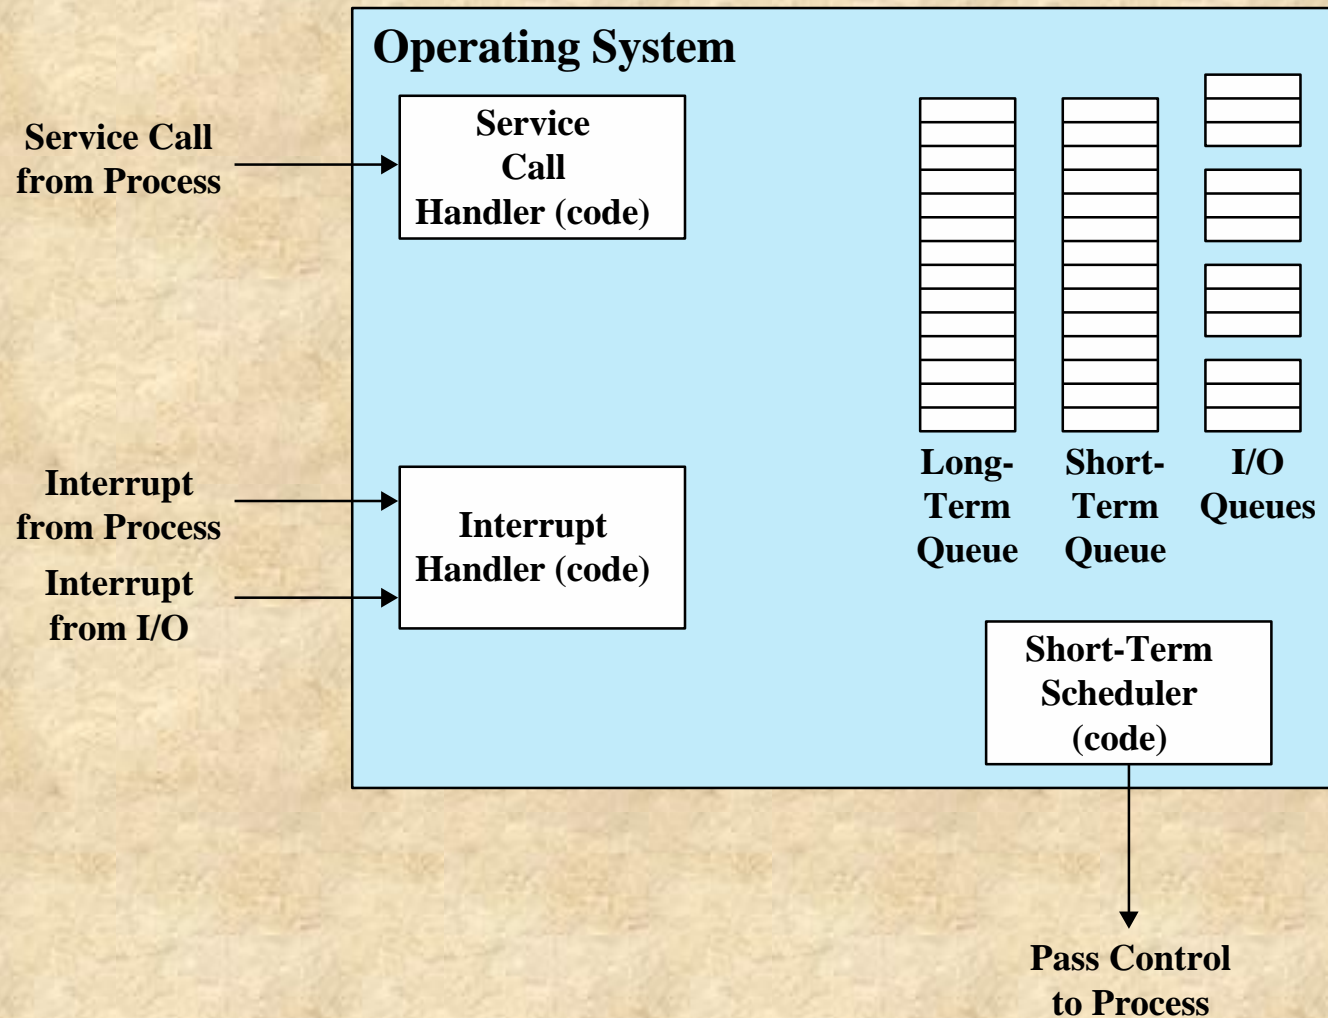 Operating System
Service Call
from Process
Service
Call
Handler (code)
Interrupt
from Process
Interrupt
from I/O
Interrupt
Handler (code)
Long-
Term
Queue
Short-
Term
Queue
I/O
Queues
Short-Term
Scheduler
(code)
Pass Control
to Process